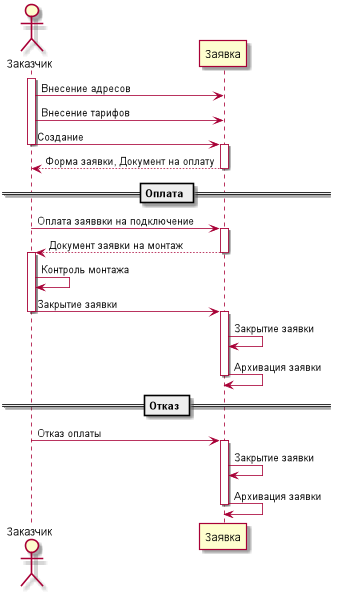 Заказчик
Заявка
Внесение адресов
Внесение тарифов
Создание
Форма заявки, Документ на оплату
Оплата
Оплата заяввки на подключение
Документ заявки на монтаж
Контроль монтажа
Закрытие заявки
Закрытие заявки
Архивация заявки
Отказ
Отказ оплаты
Закрытие заявки
Архивация заявки
Заказчик
Заявка